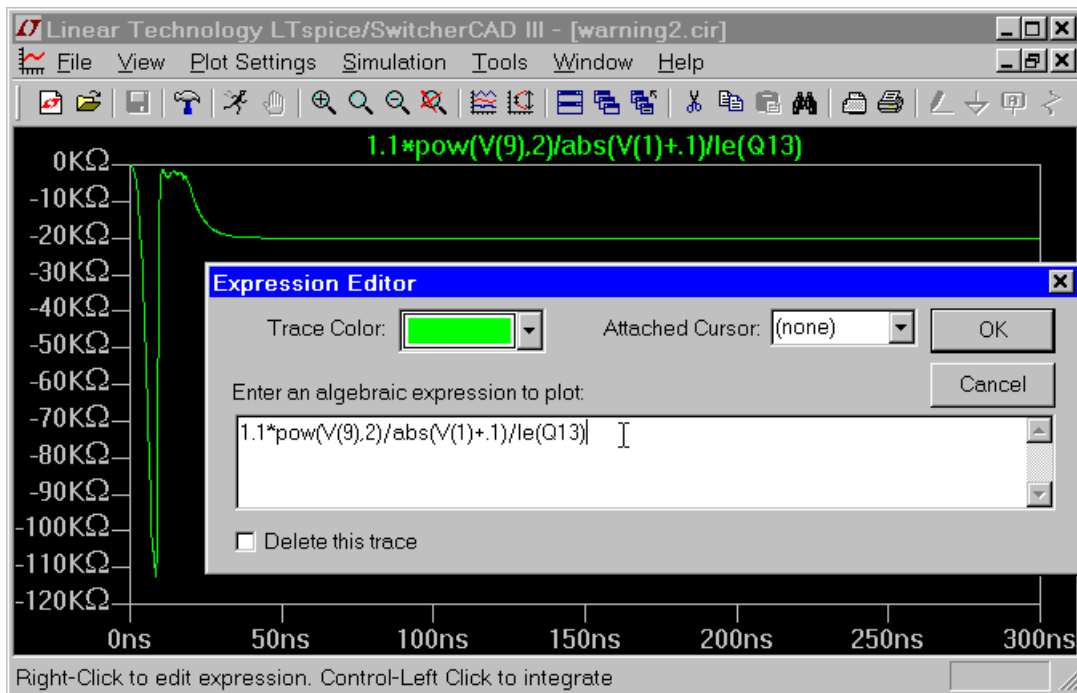 Linear Technology LTspice/SwitcherCAD III - [warning2.cir]
File View Plot Settings Simulation Tools Window Help
1.1*pow(V(9),2)/abs(V(1)+.1)/Ie(Q13)
0KΩ
-10KΩ
-20KΩ
-30KΩ
-40KΩ
-50KΩ
-60KΩ
-70KΩ
-80KΩ
-90KΩ
-100KΩ
-110KΩ
-120KΩ
Expression Editor
Trace Color:
Attached Cursor: (none)
OK
Cancel
Enter an algebraic expression to plot:
1.1*pow(V(9),2)/abs(V(1)+.1)/Ie(Q13)
Delete this trace
0ns 50ns 100ns 150ns 200ns 250ns 300ns
Right-Click to edit expression. Control-Left Click to integrate